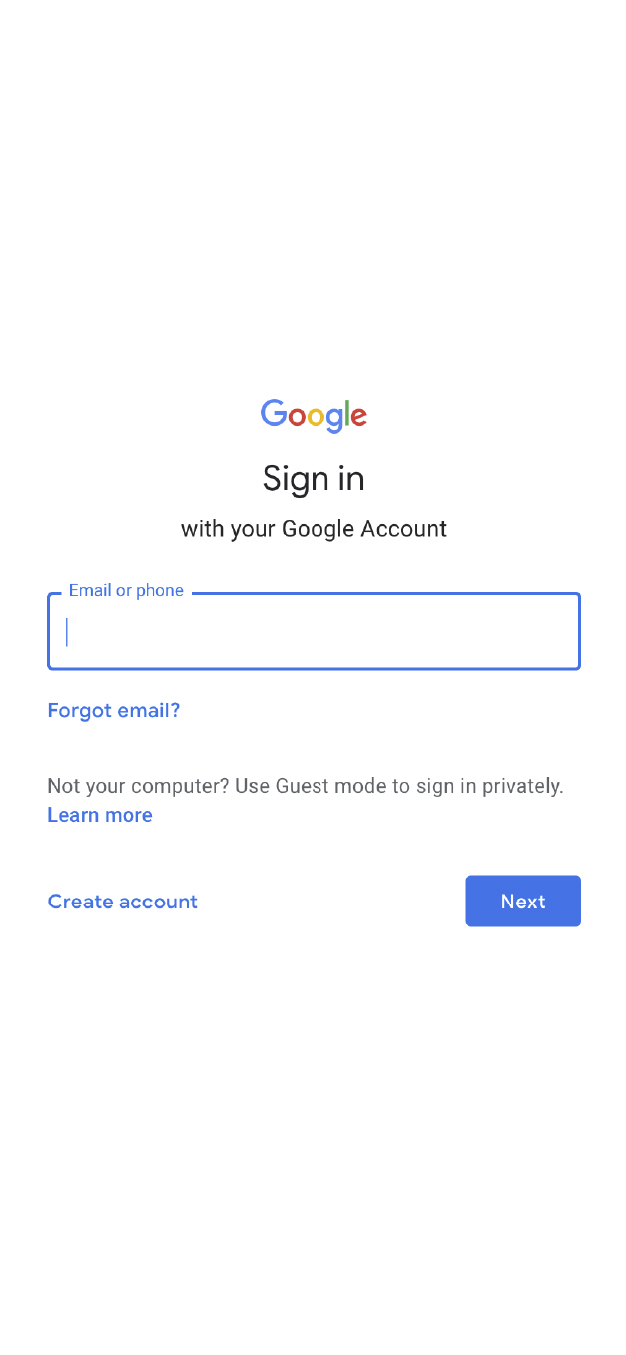 Google
Sign in
with your Google Account
Email or phone
Forgot email?
Not your computer? Use Guest mode to sign in privately.
Learn more
Create account
Next